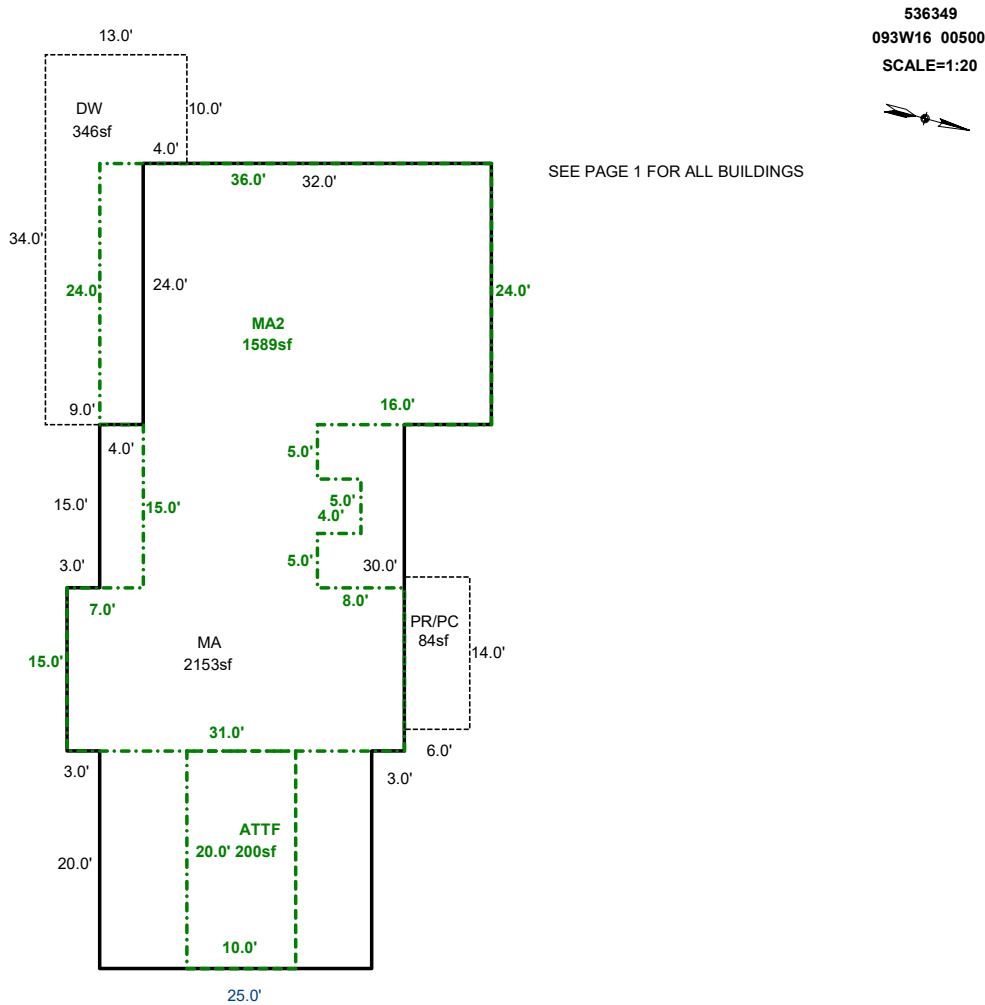 536349
093W16 00500
SCALE=1:20
13.0'
DW
346sf
10.0'
4.0'
SEE PAGE 1 FOR ALL BUILDINGS
36.0'
32.0'
34.0'
24.0
24.0'
24.0'
MA2
1589sf
9.0'
16.0'
4.0'
5.0'
15.0'
15.0'
5.0'
4.0'
3.0'
5.0'
30.0'
7.0'
8.0'
PR/PC
84sf
MA
2153sf
15.0'
14.0'
31.0'
6.0'
3.0'
3.0'
ATTF
20.0' 200sf
20.0'
10.0'
25.0'